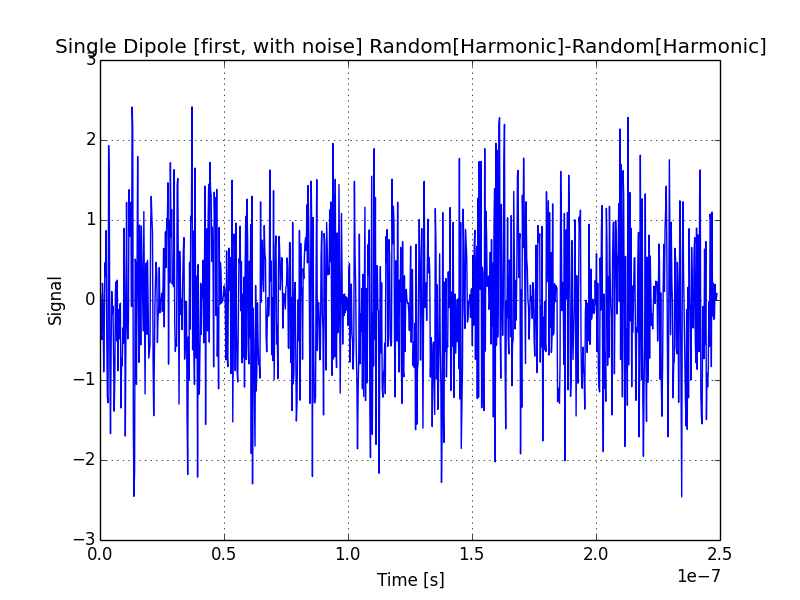 Single Dipole [first, with noise] Random[Harmonic]-Random[Harmonic]
3
2
1
0
−1
−2
−3
Signal
0.0 0.5 1.0 1.5 2.0 2.5
1e−7
Time [s]